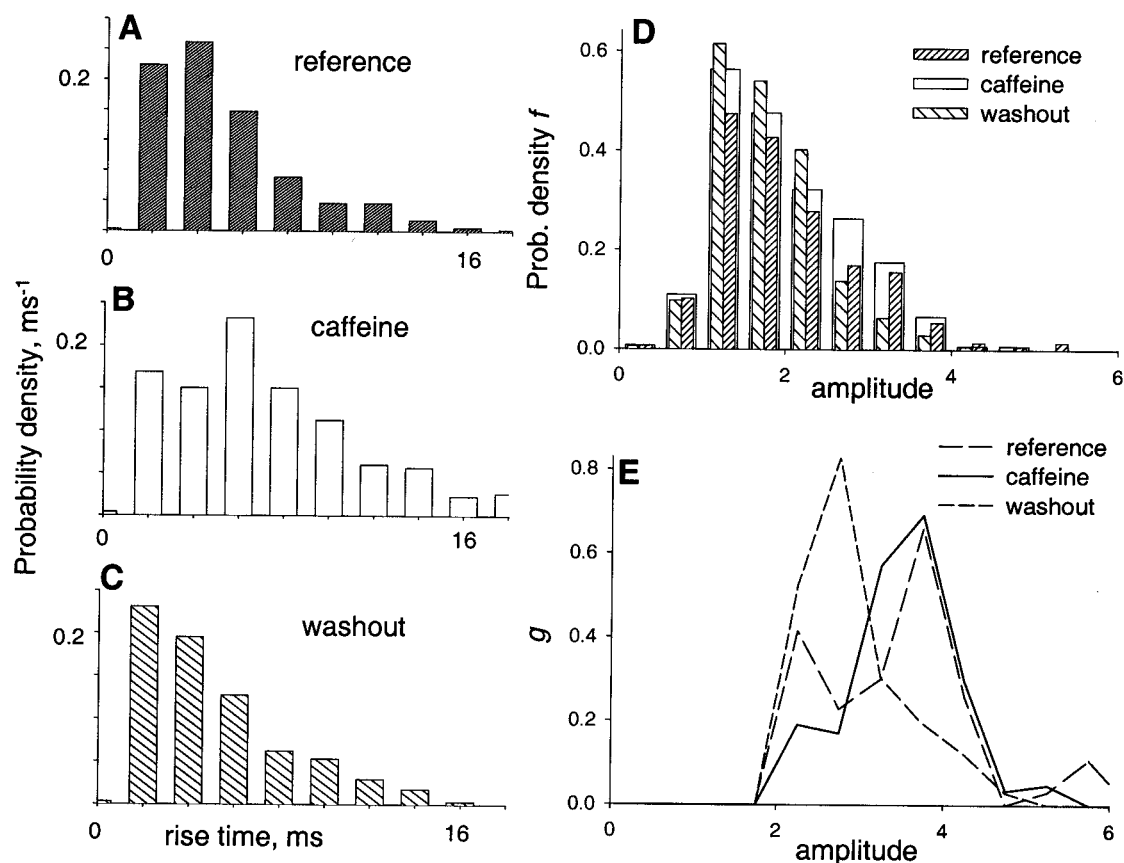 A
reference
0.2
0
16
B
caffeine
0.2
0
16
Probability density, ms-1
C
washout
0.2
0
16
rise time, ms
D
reference
caffeine
washout
Prob. density f
0.6
0.4
0.2
0.0
0
2
4
6
amplitude
E
reference
caffeine
washout
g
0.8
0.6
0.4
0.2
0.0
0
2
4
6
amplitude